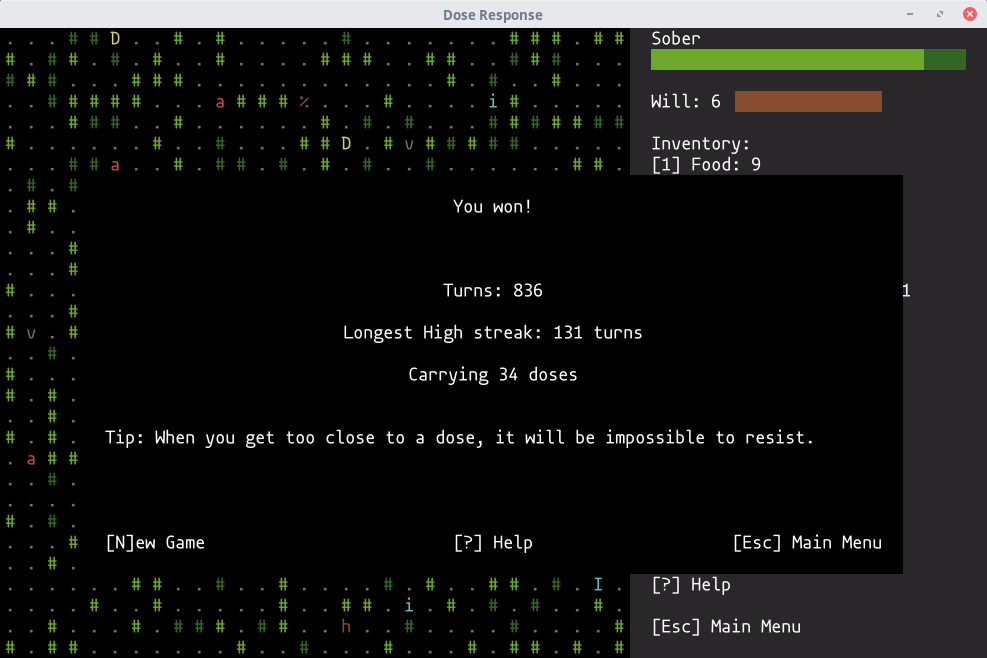 Dose Response
Sober
Will: 6
Inventory:
[1] Food: 9
You won!
Turns: 836
1
Longest High streak: 131 turns
Carrying 34 doses
Tip: When you get too close to a dose, it will be impossible to resist.
[N]ew Game
[?] Help
[Esc] Main Menu
[?] Help
[Esc] Main Menu